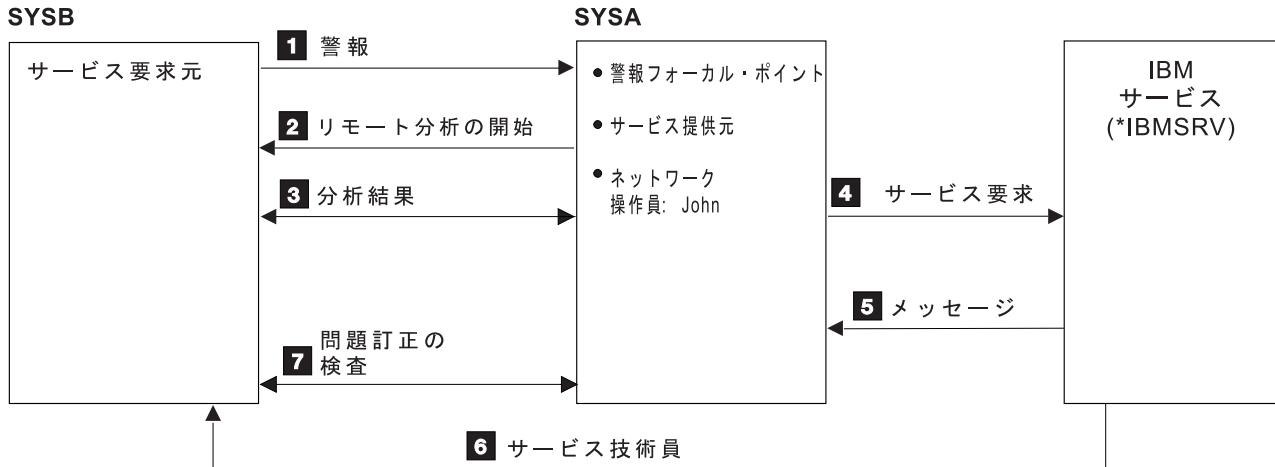 SYSB
SYSA
サービス要求元
1 警報
2 リモート分析の開始
3 分析結果
7 問題訂正の
検査
● 警報フォーカル・ポイント
● サービス提供元
● ネットワーク
操作員: John
4 サービス要求
5 メッセージ
IBM
サービス
(*IBMSRV)
6 サービス技術員